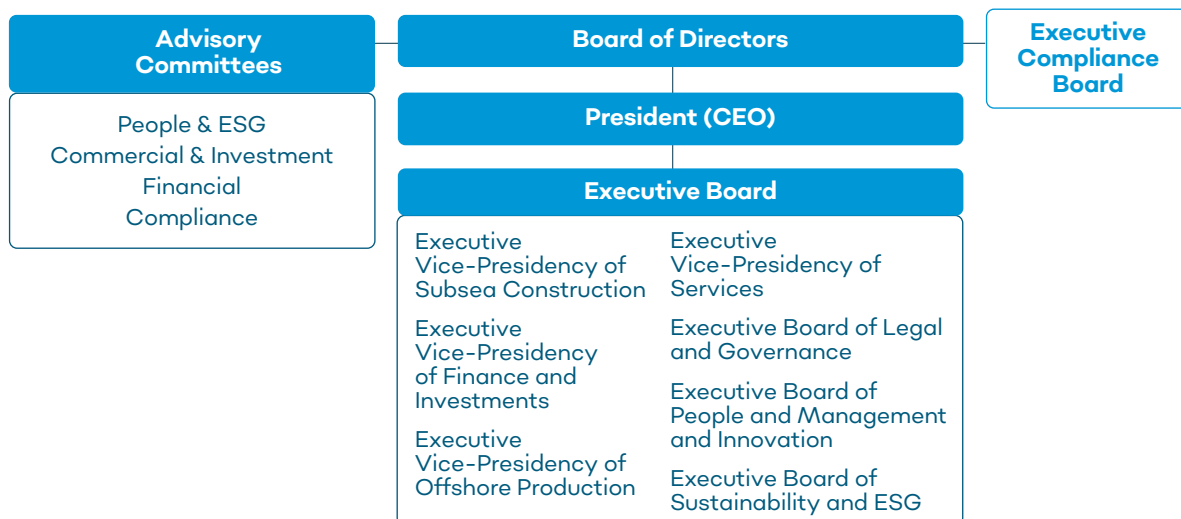 Advisory
Committees
People & ESG
Commercial & Investment
Financial
Compliance
Board of Directors
Executive
Compliance
Board
President (CEO)
Executive Board
Executive
Vice-Presidency of
Subsea Construction
Executive
Vice-Presidency
of Finance and
Investments
Executive
Vice-Presidency of
Offshore Production
Executive
Vice-Presidency of
Services
Executive Board of Legal
and Governance
Executive Board of
People and Management
and Innovation
Executive Board of
Sustainability and ESG